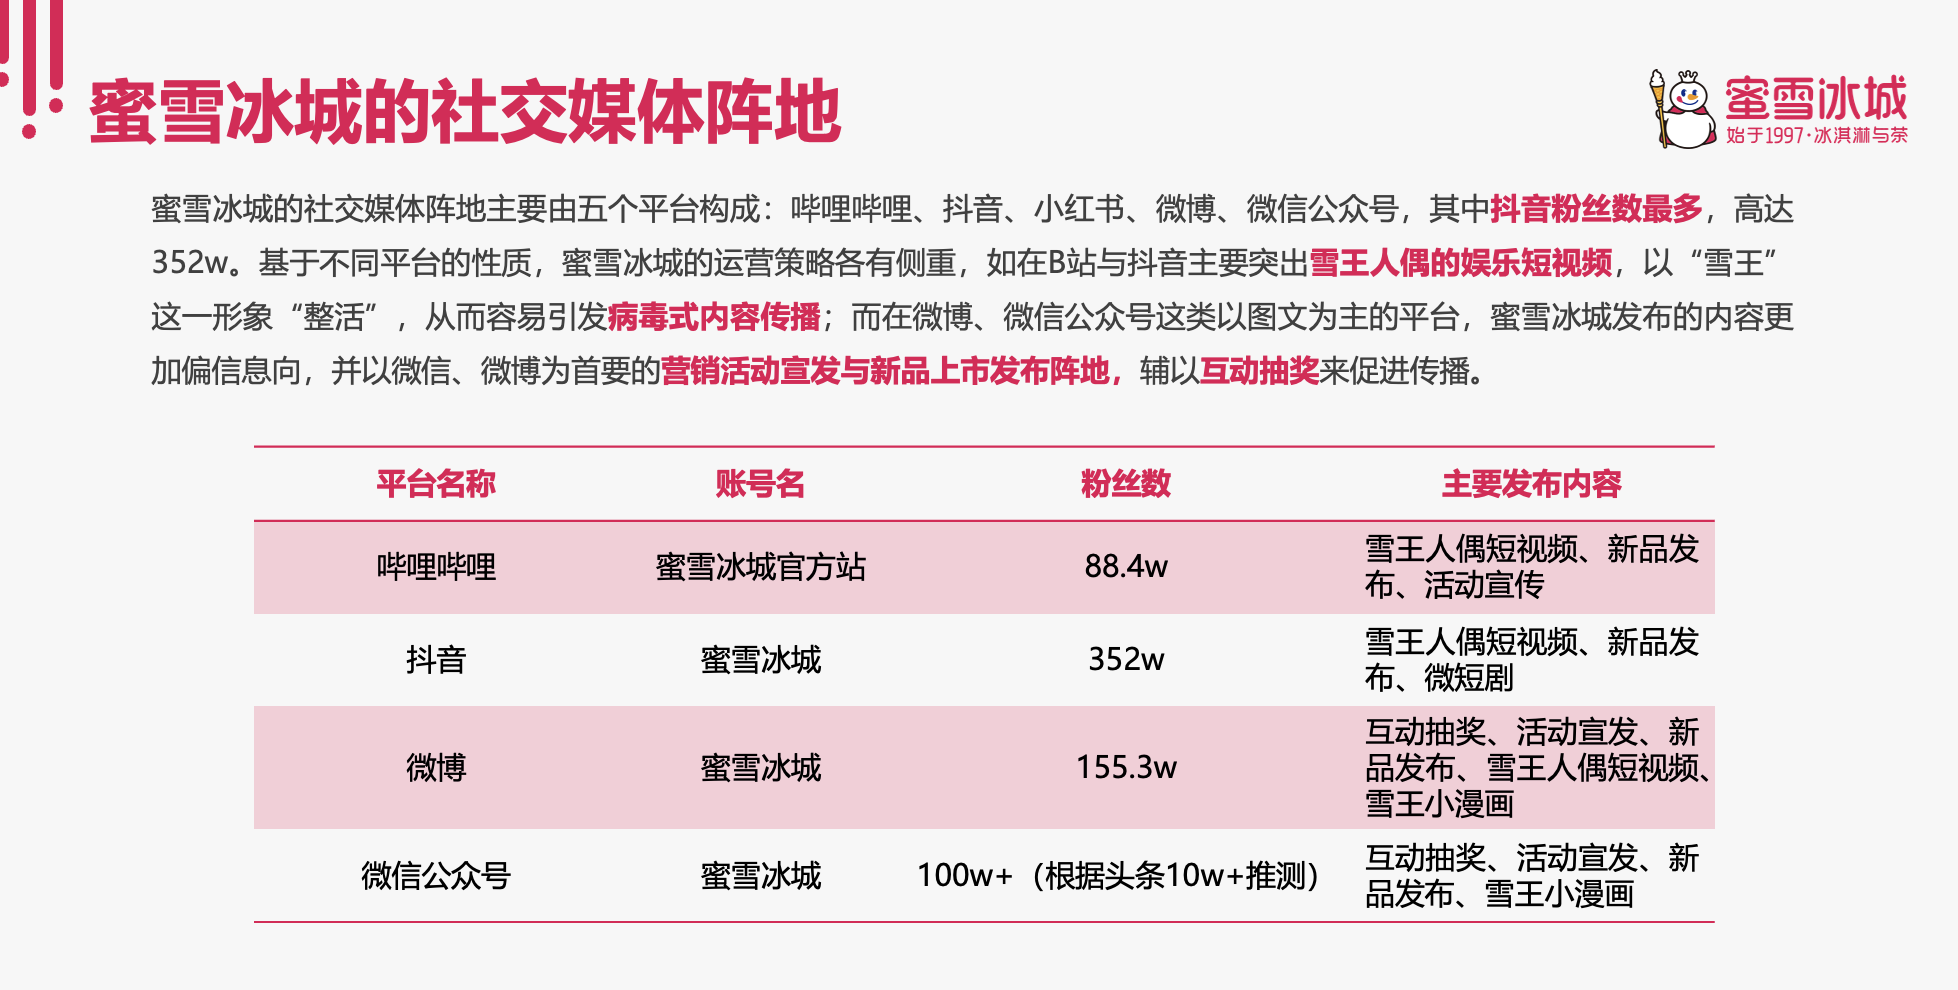 蜜雪冰城的社交媒体阵地
蜜雪冰城
始于1997·冰淇淋与茶
蜜雪冰城的社交媒体阵地主要由五个平台构成：哔哩哔哩、抖音、小红书、微博、微信公众号，其中抖音粉丝数最多，高达
352w。基于不同平台的性质，蜜雪冰城的运营策略各有侧重，如在B站与抖音主要突出雪王人偶的娱乐短视频，以“雪王”
这一形象“整活”，从而容易引发病毒式内容传播；而在微博、微信公众号这类以图文为主的平台，蜜雪冰城发布的内容更
加偏信息向，并以微信、微博为首要的营销活动宣发与新品上市发布阵地，辅以互动抽奖来促进传播。
平台名称 账号名 粉丝数 主要发布内容
哔哩哔哩 蜜雪冰城官方站 88.4w 雪王人偶短视频、新品发
布、活动宣传
抖音 蜜雪冰城 352w 雪王人偶短视频、新品发
布、微短剧
微博 蜜雪冰城 155.3w 互动抽奖、活动宣发、新
品发布、雪王人偶短视频、
雪王小漫画
微信公众号 蜜雪冰城 100w+（根据头条10w+推测） 互动抽奖、活动宣发、新
品发布、雪王小漫画